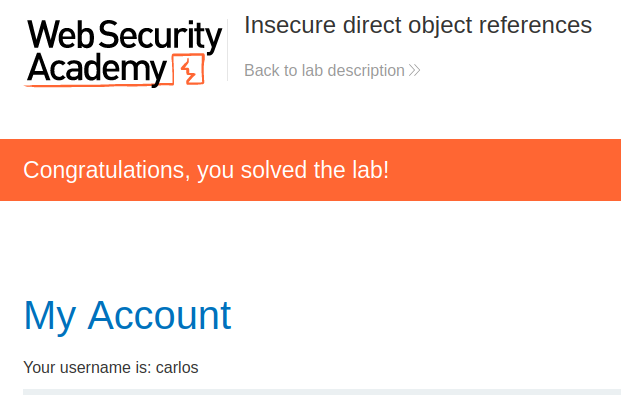 Web Security
Academy
Insecure direct object references
Back to lab description
Congratulations, you solved the lab!
My Account
Your username is: carlos